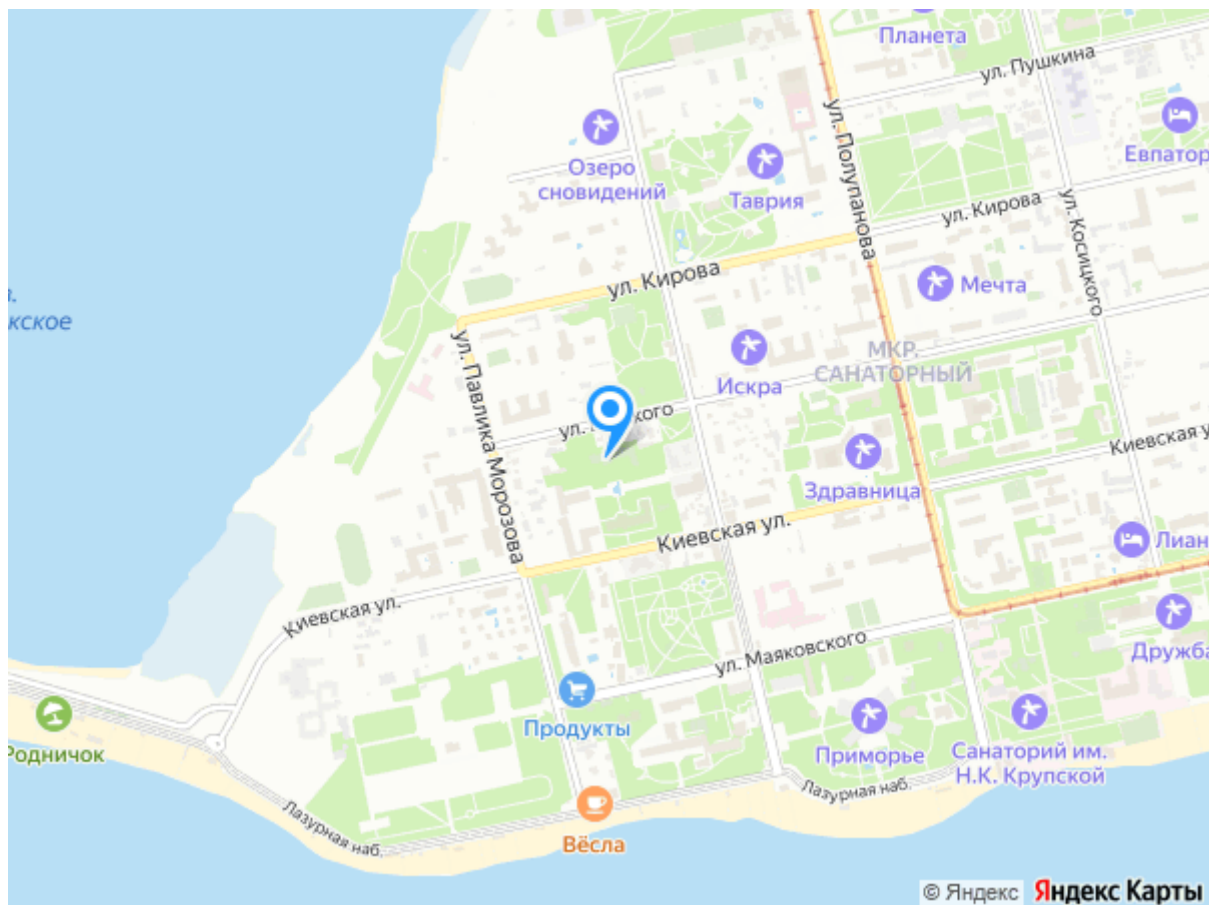 Планета
ул. Пушкина
ул. Полупанова
Озеро
сновидений
Таврия
Евпатор
ул. Кирова
ул. Косицкого
ул. Кирова
Мечта
кское
ул. Павлика Морозова
МКР.
САНАТОРНЫЙ
Искра
ул.
Киевская у
Здравница
Киевская ул.
Лиан
Киевская ул.
ул. Маяковского
Дружба
Продукты
Родничок
Приморье
Санаторий им.
Н.К. Крупской
Лазурная наб.
Лазурная наб.
Вёсла
© Яндекс Яндекс Карты